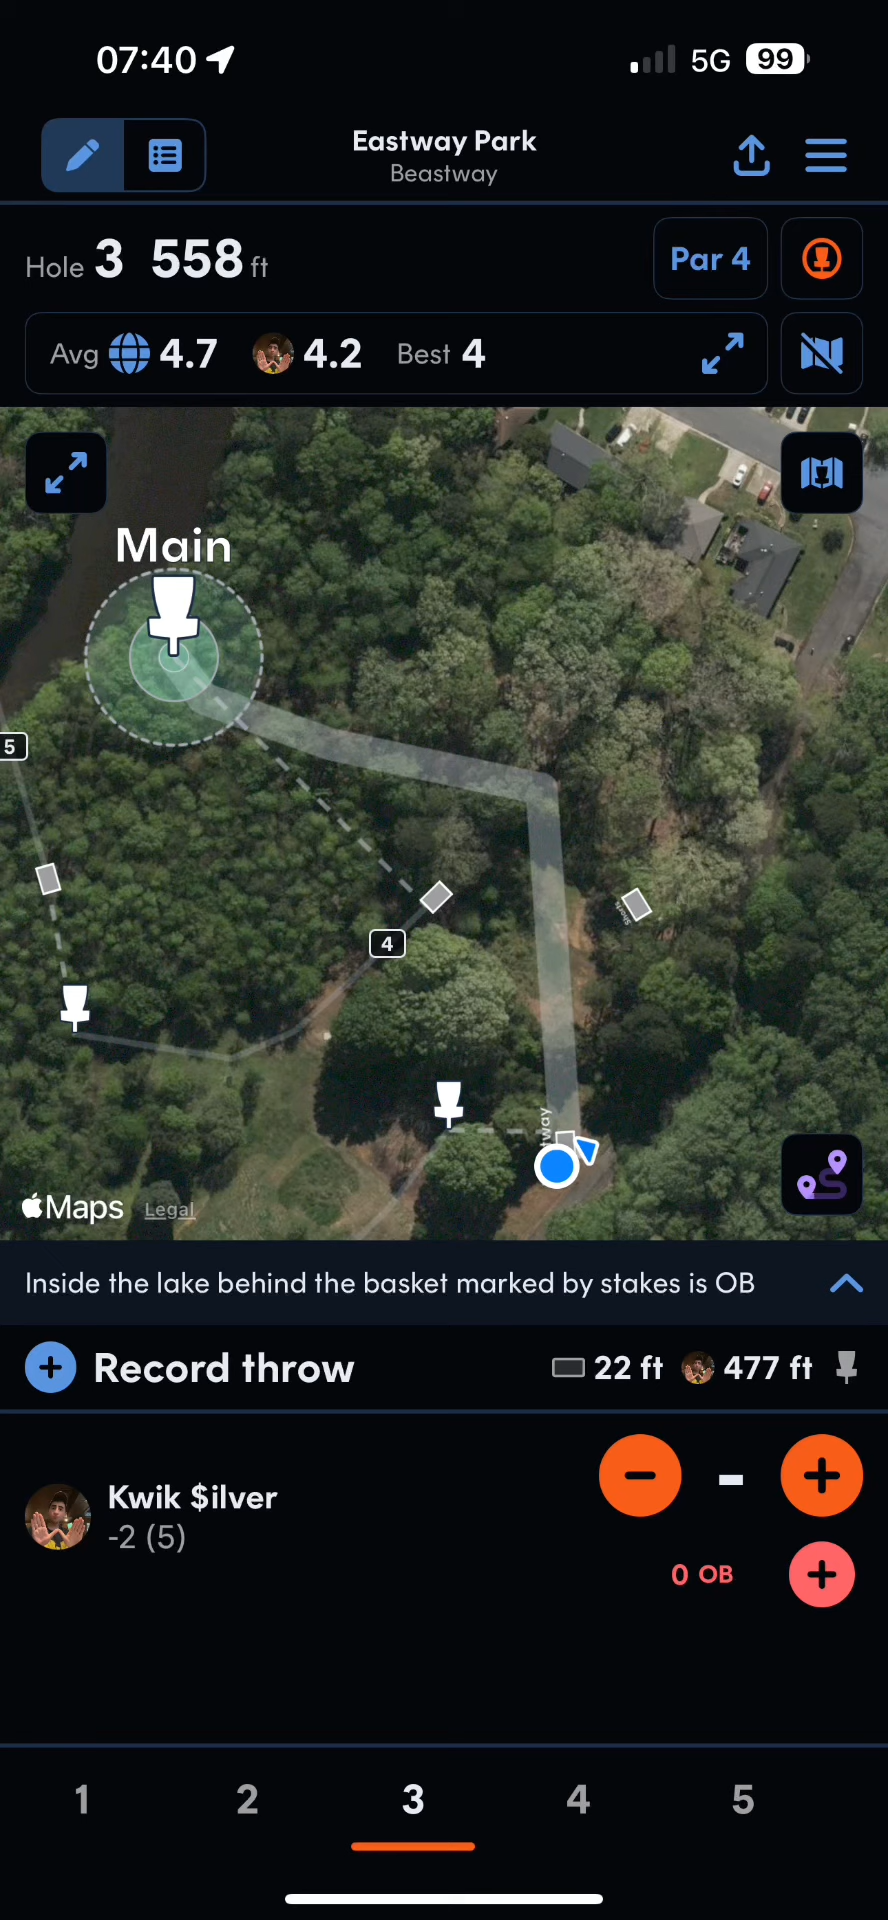 07:40
5G 99
Eastway Park
Beastway
Hole 3 558 ft
Par 4
Avg 4.7 4.2 Best 4
Main
5
Shorts
4
tway
Maps Legal
Inside the lake behind the basket marked by stakes is OB
Record throw 22 ft 477 ft
Kwik $ilver
-2 (5)
-
0 OB
1 2 3 4 5